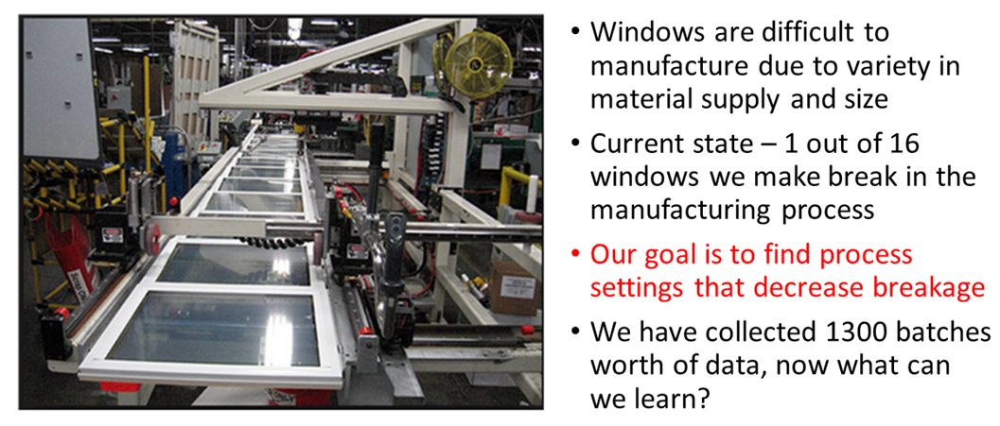 • Windows are difficult to
manufacture due to variety in
material supply and size
• Current state – 1 out of 16
windows we make break in the
manufacturing process
• Our goal is to find process
settings that decrease breakage
• We have collected 1300 batches
worth of data, now what can
we learn?